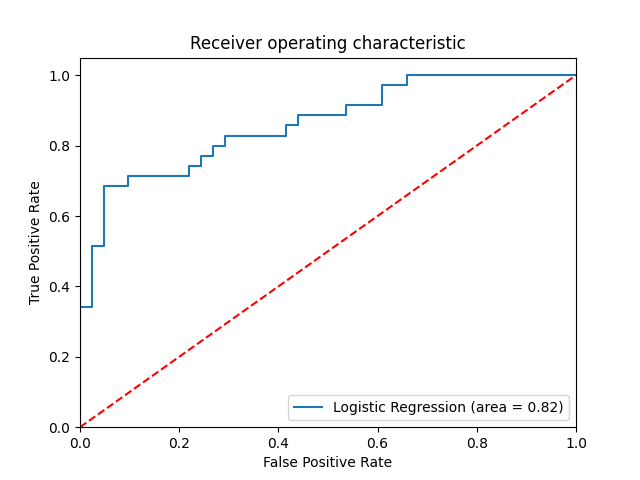 Receiver operating characteristic
True Positive Rate
1.0
0.8
0.6
0.4
0.2
0.0
Logistic Regression (area = 0.82)
0.0 0.2 0.4 0.6 0.8 1.0
False Positive Rate